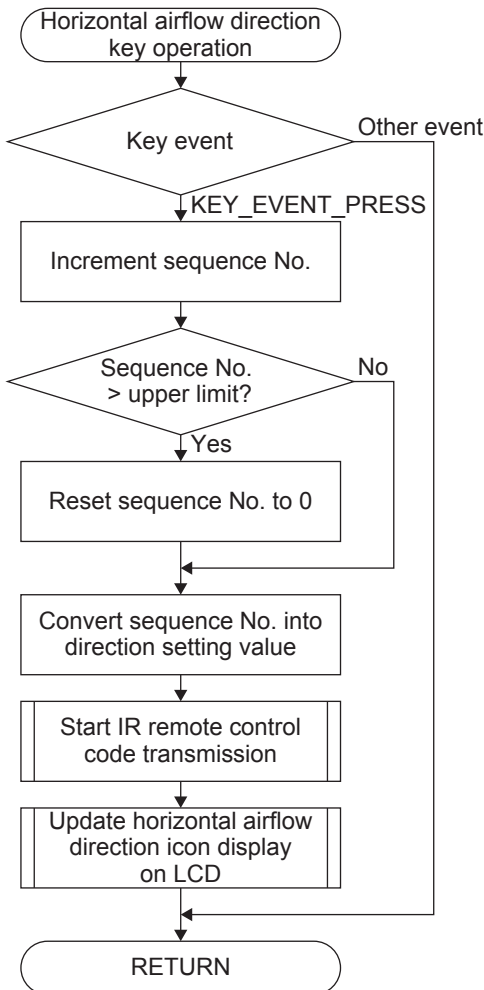 Horizontal airflow direction
key operation
Key event
Other event
KEY_EVENT_PRESS
Increment sequence No.
Sequence No.
> upper limit?
No
Yes
Reset sequence No. to 0
Convert sequence No. into
direction setting value
Start IR remote control
code transmission
Update horizontal airflow
direction icon display
on LCD
RETURN